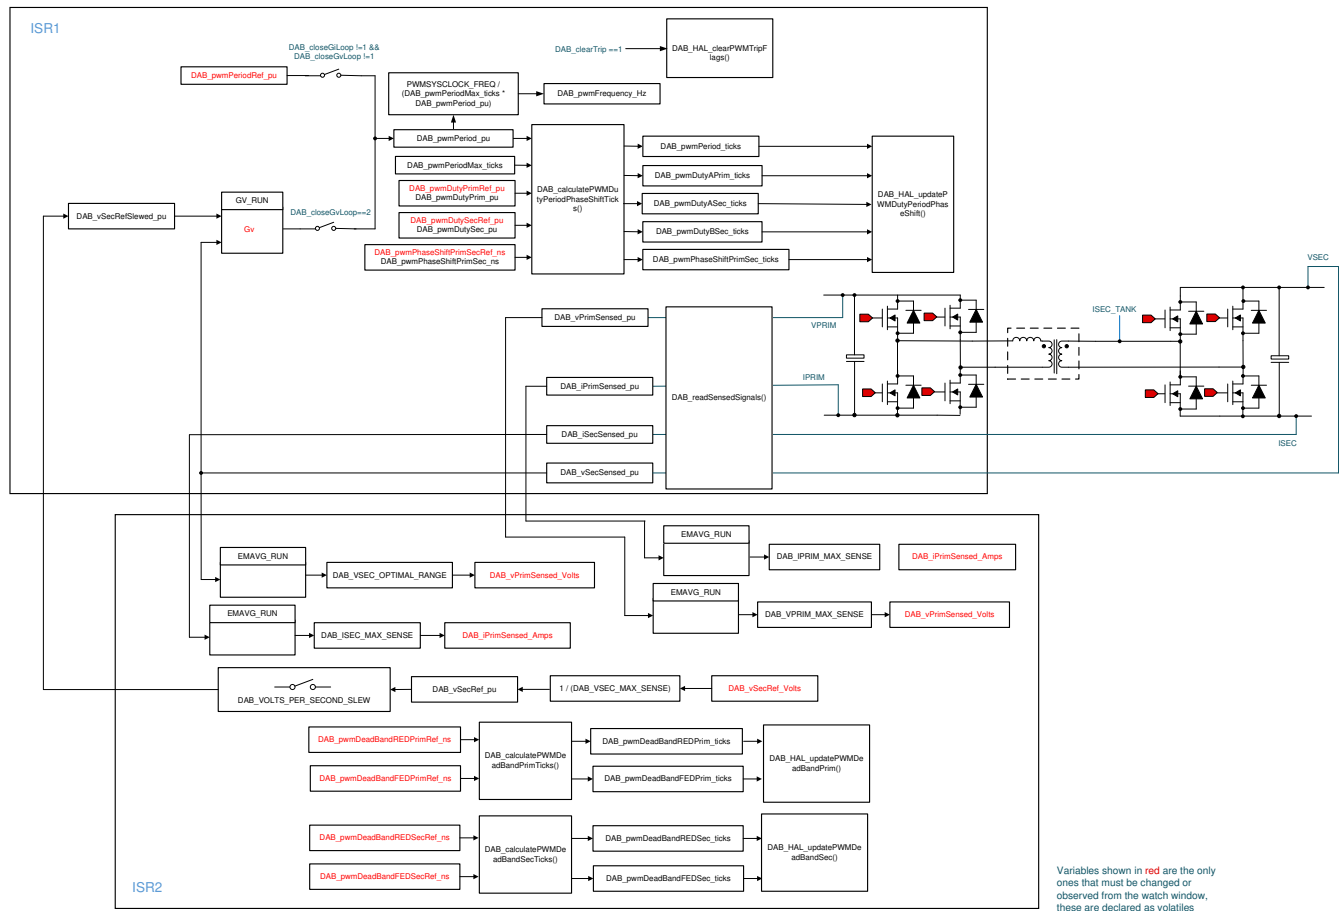 ISR1
DAB_closeGiLoop !=1 &&
DAB_closeGvLoop !=1
DAB_pwmPeriodRef_pu
DAB_clearTrip ==1
DAB_HAL_clearPWMTripF
lags()
PWMSYSCLOCK_FREQ /
(DAB_pwmPeriodMax_ticks *
DAB_pwmPeriod_pu)
DAB_pwmFrequency_Hz
DAB_pwmPeriod_pu
DAB_pwmPeriodMax_ticks
DAB_pwmDutyPrimRef_pu
DAB_pwmDutyPrim_pu
DAB_pwmDutySecRef_pu
DAB_pwmDutySec_pu
DAB_pwmPhaseShiftPrimSecRef_ns
DAB_pwmPhaseShiftPrimSec_ns
DAB_calculatePWMDu
tyPeriodPhaseShiftTick
s()
DAB_pwmPeriod_ticks
DAB_pwmDutyAPrim_ticks
DAB_pwmDutyASec_ticks
DAB_pwmDutyBSec_ticks
DAB_pwmPhaseShiftPrimSec_ticks
DAB_HAL_updateP
WMDutyPeriodPhase
Shift()
DAB_vSecRefSlewed_pu
GV_RUN
Gv
DAB_closeGvLoop==2
DAB_vPrimSensed_pu
DAB_iPrimSensed_pu
DAB_iSecSensed_pu
DAB_vSecSensed_pu
DAB_readSensedSignals()
VPRIM
IPRIM
ISEC_TANK
VSEC
ISEC
EMAVG_RUN
DAB_VSEC_OPTIMAL_RANGE
DAB_vPrimSensed_Volts
EMAVG_RUN
DAB_ISEC_MAX_SENSE
DAB_iPrimSensed_Amps
EMAVG_RUN
DAB_IPRIM_MAX_SENSE
DAB_iPrimSensed_Amps
EMAVG_RUN
DAB_VPRIM_MAX_SENSE
DAB_vPrimSensed_Volts
DAB_VOLTS_PER_SECOND_SLEW
DAB_vSecRef_pu
1 / (DAB_VSEC_MAX_SENSE)
DAB_vSecRef_Volts
DAB_pwmDeadBandREDPrimRef_ns
DAB_pwmDeadBandFEDPrimRef_ns
DAB_calculatePWMDe
adBandPrimTicks()
DAB_pwmDeadBandREDPrim_ticks
DAB_pwmDeadBandFEDPrim_ticks
DAB_HAL_updatePWMDe
adBandPrim()
DAB_pwmDeadBandREDSecRef_ns
DAB_pwmDeadBandFEDSecRef_ns
DAB_calculatePWMDe
adBandSecTicks()
DAB_pwmDeadBandREDSec_ticks
DAB_pwmDeadBandFEDSec_ticks
DAB_HAL_updatePWMDe
adBandSec()
ISR2
Variables shown in red are the only
ones that must be changed or
observed from the watch window,
these are declared as volatiles